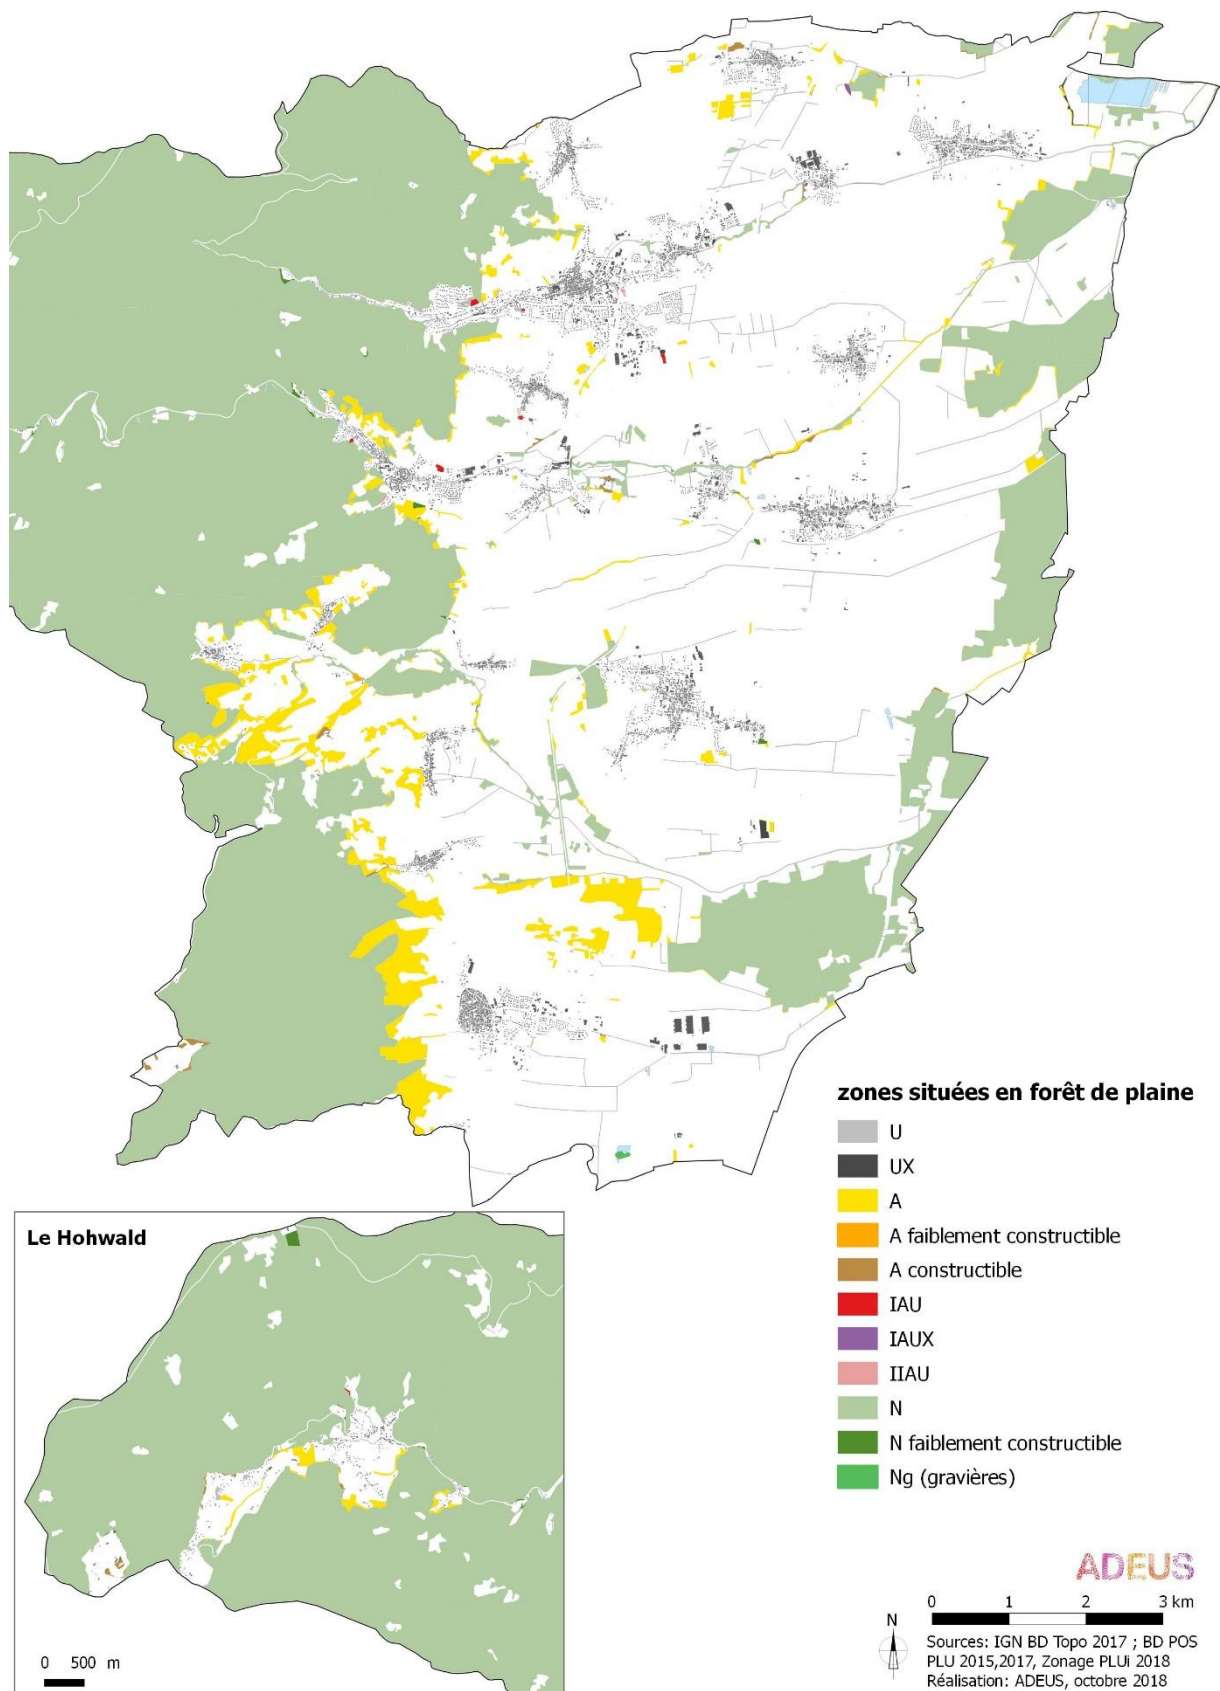 zones situées en forêt de plaine
U
UX
A
A faiblement constructible
A constructible
IAU
IAUX
IIAU
N
N faiblement constructible
Ng (gravières)
Le Hohwald
0 500 m
ADEUS
0 1 2 3 km
N
Sources: IGN BD Topo 2017 ; BD POS
PLU 2015,2017, Zonage PLUi 2018
Réalisation: ADEUS, octobre 2018